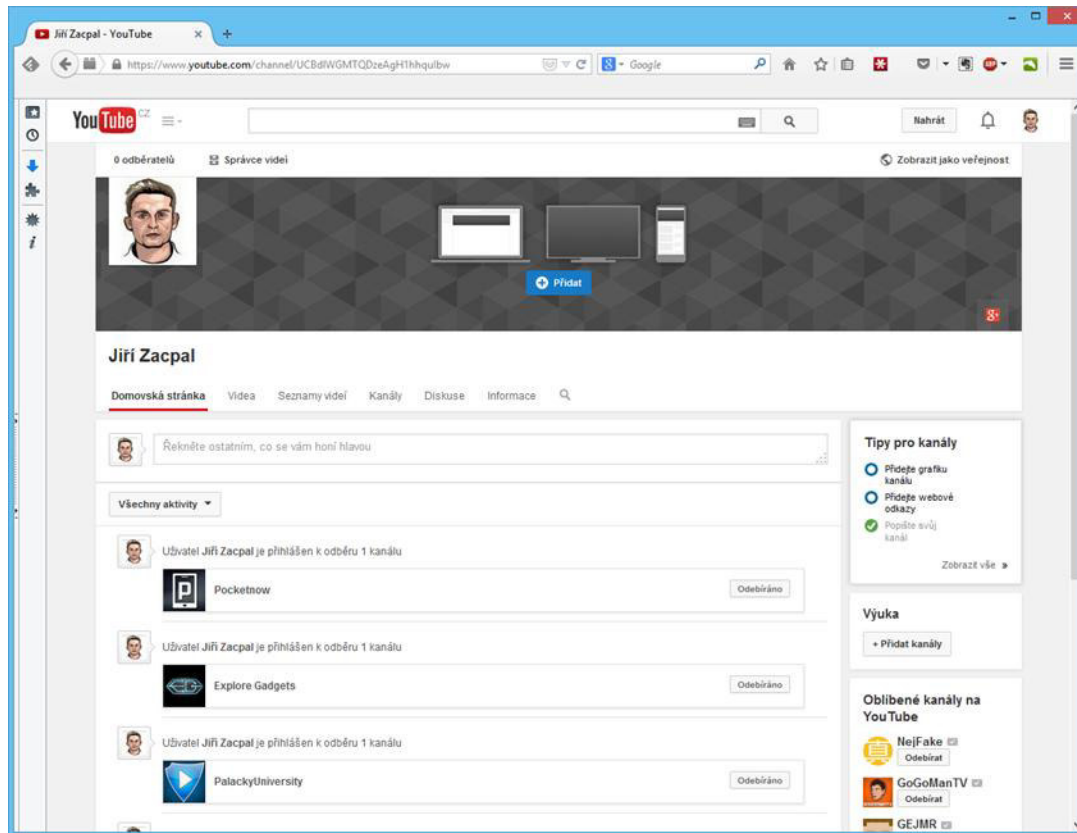 Jiří Zacpal - YouTube
https://www.youtube.com/channel/UCBdlWGMTQDzeAgH1hhqulbw
Google
YouTube CZ
Nahrát
0 odběratelů
Správce videí
Zobrazit jako veřejnost
Přidat
Jiří Zacpal
Domovská stránka
Videa
Seznamy videí
Kanály
Diskuse
Informace
Řekněte ostatním, co se vám honí hlavou
Všechny aktivity
Uživatel Jiří Zacpal je přihlášen k odběru 1 kanálu
Pocketnow
Odebíráno
Uživatel Jiří Zacpal je přihlášen k odběru 1 kanálu
Explore Gadgets
Odebíráno
Uživatel Jiří Zacpal je přihlášen k odběru 1 kanálu
PalackyUniversity
Odebíráno
Tipy pro kanály
Přidejte grafiku
kanálu
Přidejte webové
odkazy
Popište svůj
kanál
Zobrazit vše »
Výuka
+ Přidat kanály
Oblíbené kanály na
YouTube
NejFake
Odebírat
GoGoManTV
Odebírat
GEJMR